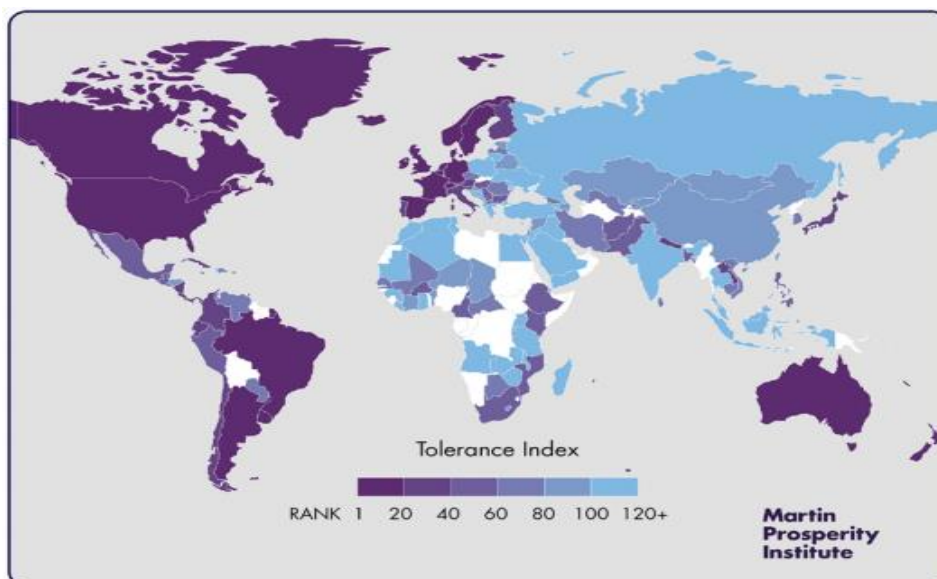 Tolerance Index
RANK 1 20 40 60 80 100 120+
Martin
Prosperity
Institute